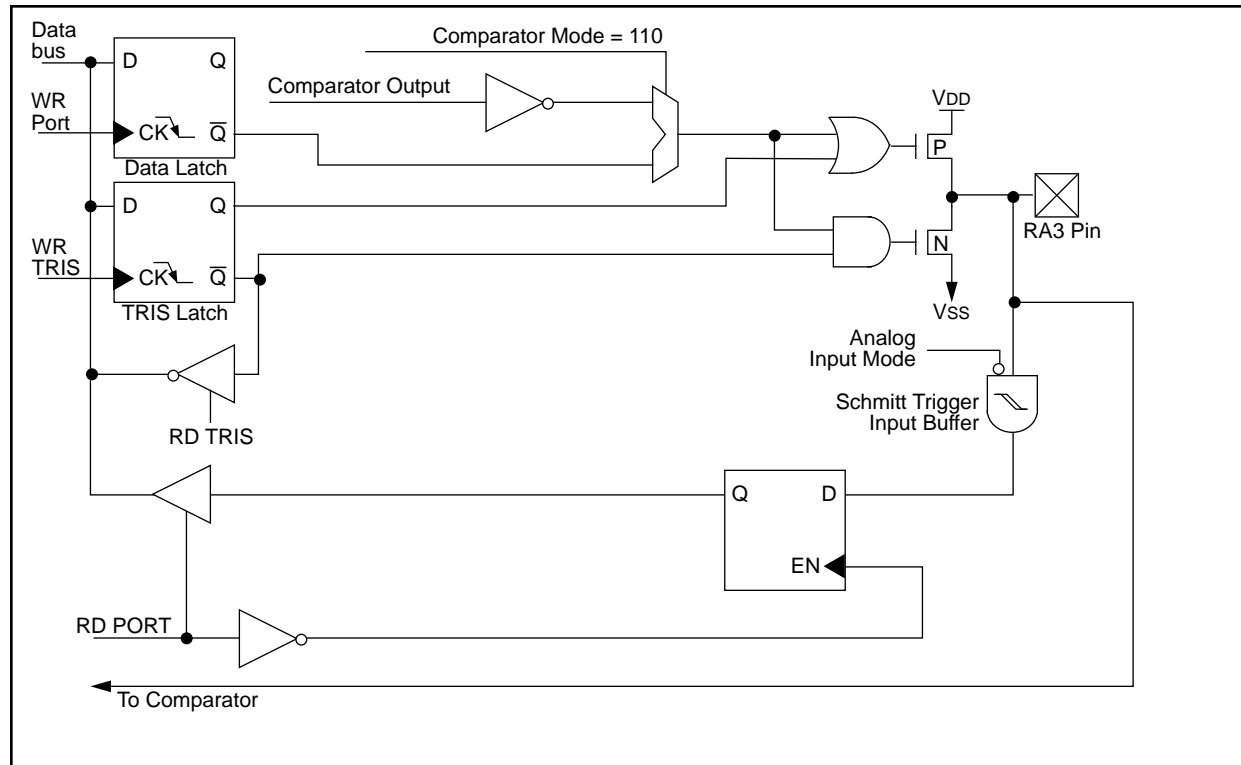 Data
bus
Comparator Mode = 110
D
Q
Comparator Output
VDD
WR
Port
CK
Q
P
Data Latch
D
Q
RA3 Pin
WR
TRIS
CK
Q
N
TRIS Latch
VSS
Analog
Input Mode
Schmitt Trigger
Input Buffer
RD TRIS
Q
D
EN
RD PORT
To Comparator